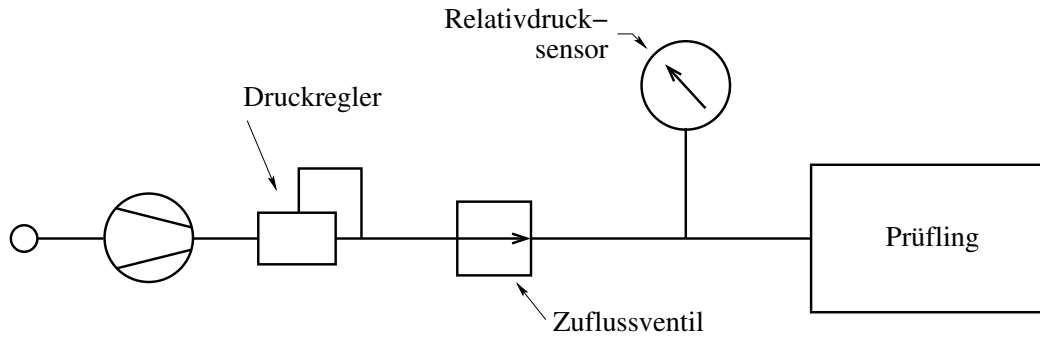 Relativdruck−
sensor
Druckregler
Prüfling
Zuflussventil